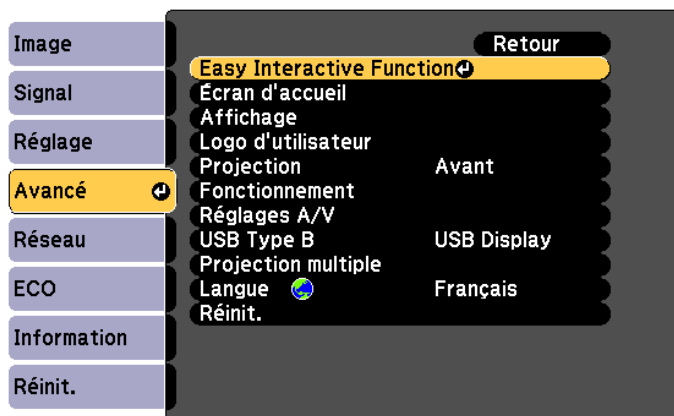 Image
Signal
Réglage
Avancé
Réseau
ECO
Information
Réinit.
Retour
Easy Interactive Function
Écran d'accueil
Affichage
Logo d'utilisateur
Projection Avant
Fonctionnement
Réglages A/V
USB Type B USB Display
Projection multiple
Langue Français
Réinit.